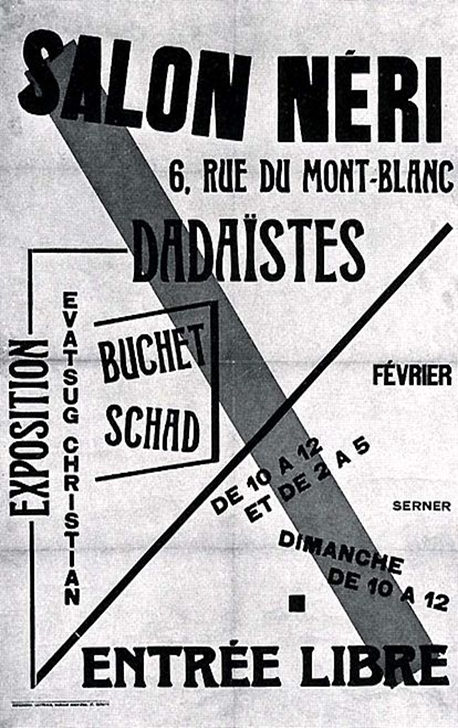 SALON NÉRI
6, RUE DU MONT-BLANC
DADAÏSTES
EXPOSITION
EVATSUG CHRISTIAN
BUCHET
SCHAD
FÉVRIER
DE 10 A 12
ET DE 2 A 5
SERNER
DIMANCHE
DE 10 A 12
ENTRÉE LIBRE